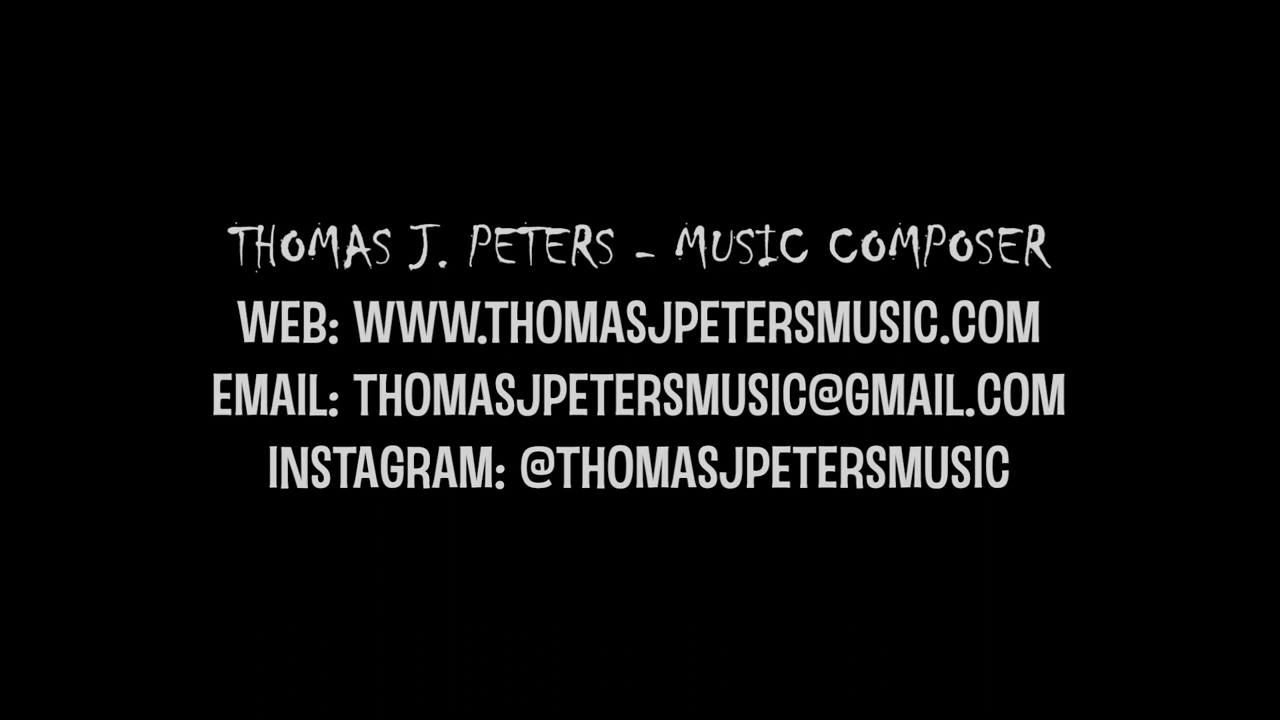 THOMAS J. PETERS - MUSIC COMPOSER
WEB: WWW.THOMASJPETERSMUSIC.COM
EMAIL: THOMASJPETERSMUSIC@GMAIL.COM
INSTAGRAM: @THOMASJPETERSMUSIC